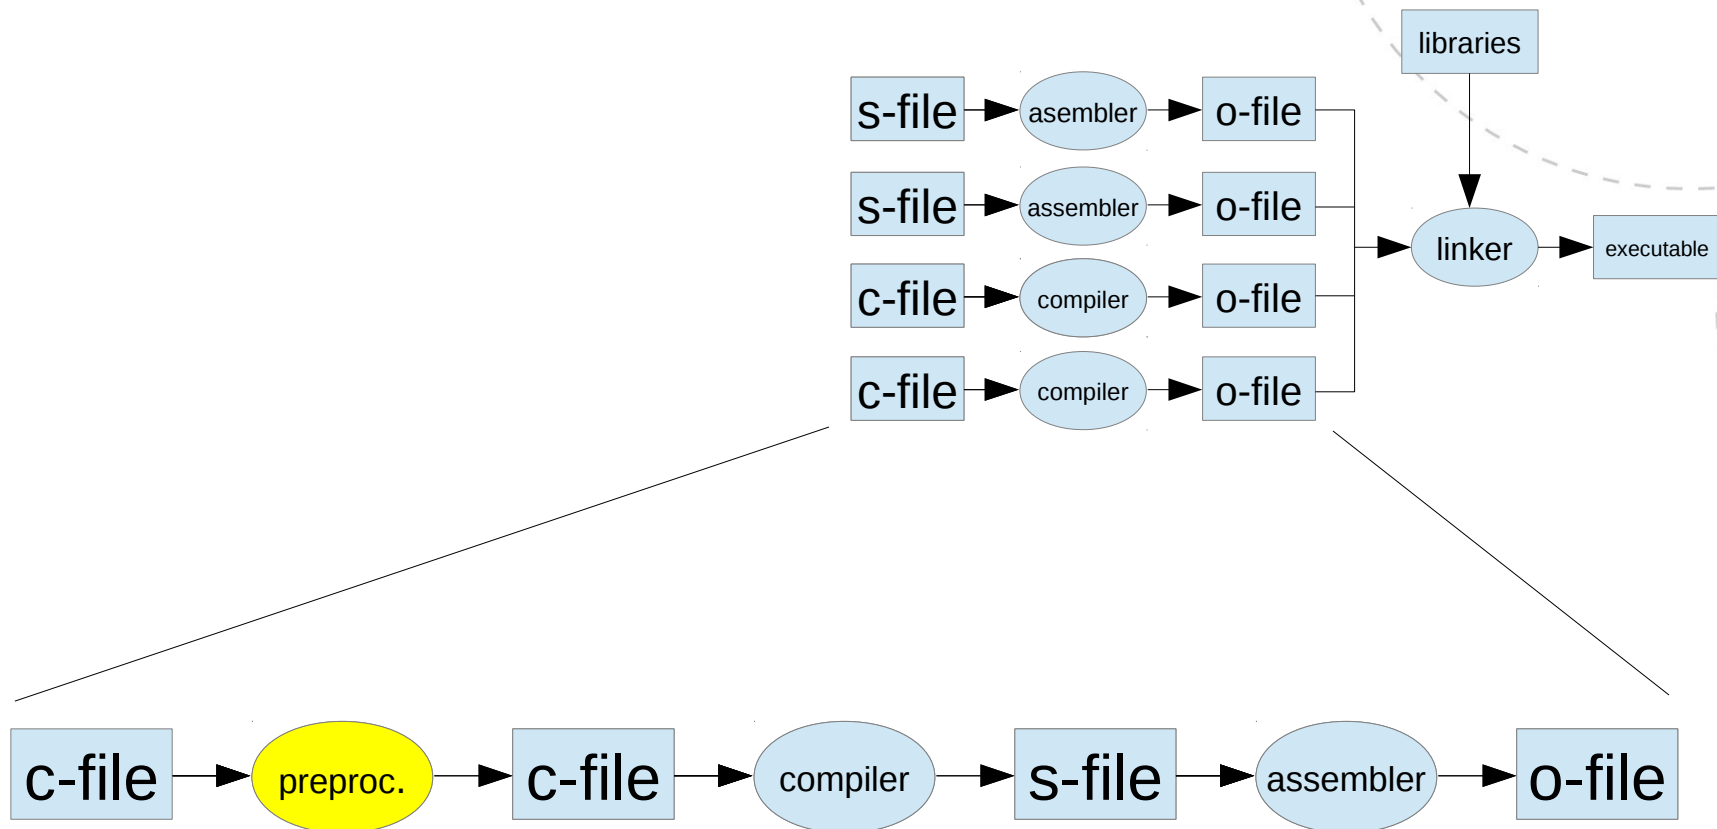 libraries
s-file asembler o-file
s-file assembler o-file
linker executable
c-file compiler o-file
c-file compiler o-file
c-file preproc. c-file compiler s-file assembler o-file